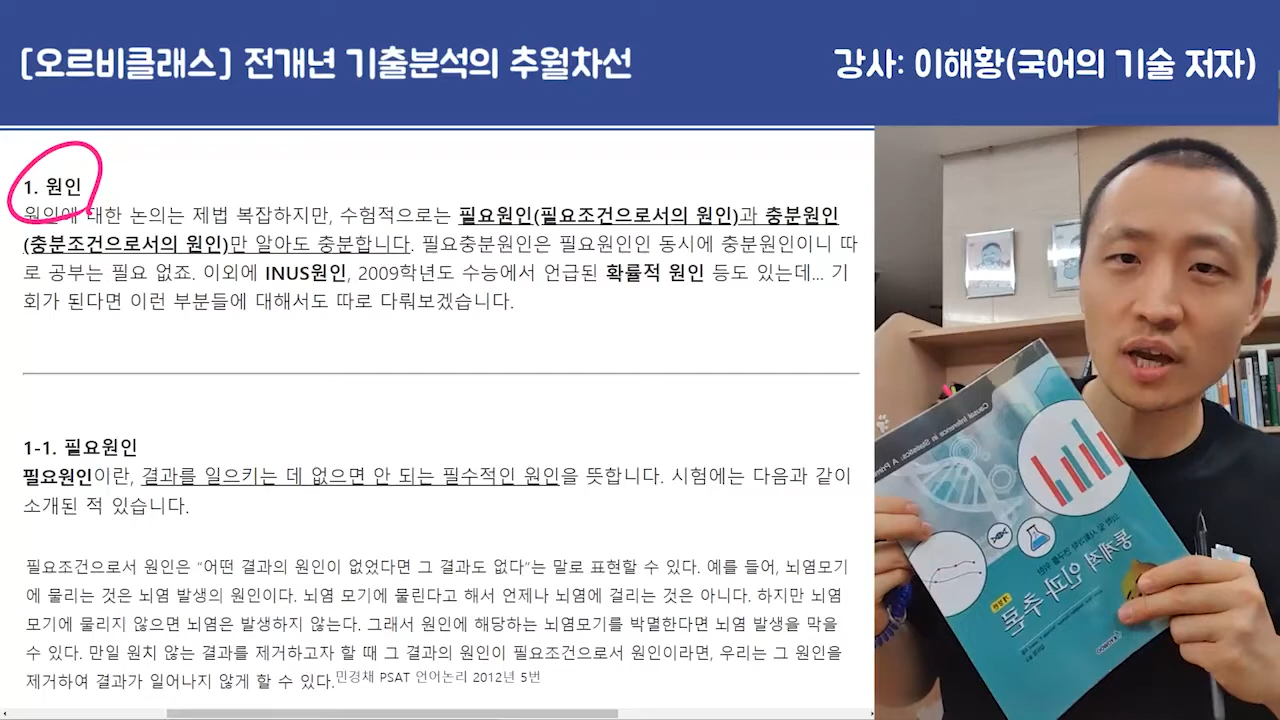 [오르비클래스] 전개년 기출분석의 추월차선
강사: 이해황(국어의 기술 저자)
1. 원인
원인에 대한 논의는 제법 복잡하지만, 수험적으로는 필요원인(필요조건으로서의 원인)과 충분원인
(충분조건으로서의 원인)만 알아도 충분합니다. 필요충분원인은 필요원인인 동시에 충분원인이니 따
로 공부는 필요 없죠. 이외에 INUS원인, 2009학년도 수능에서 언급된 확률적 원인 등도 있는데... 기
회가 된다면 이런 부분들에 대해서도 따로 다뤄보겠습니다.
1-1. 필요원인
필요원인이란, 결과를 일으키는 데 없으면 안 되는 필수적인 원인을 뜻합니다. 시험에는 다음과 같이
소개된 적 있습니다.
필요조건으로서 원인은 “어떤 결과의 원인이 없었다면 그 결과도 없다”는 말로 표현할 수 있다. 예를 들어, 뇌염모기
에 물리는 것은 뇌염 발생의 원인이다. 뇌염 모기에 물린다고 해서 언제나 뇌염에 걸리는 것은 아니다. 하지만 뇌염
모기에 물리지 않으면 뇌염은 발생하지 않는다. 그래서 원인에 해당하는 뇌염모기를 박멸한다면 뇌염 발생을 막을
수 있다. 만일 원치 않는 결과를 제거하고자 할 때 그 결과의 원인이 필요조건으로서 원인이라면, 우리는 그 원인을
제거하여 결과가 일어나지 않게 할 수 있다.민경채 PSAT 언어논리 2012년 5번
Causal Inference in Statistics: A Primer
통계적 인과 추론